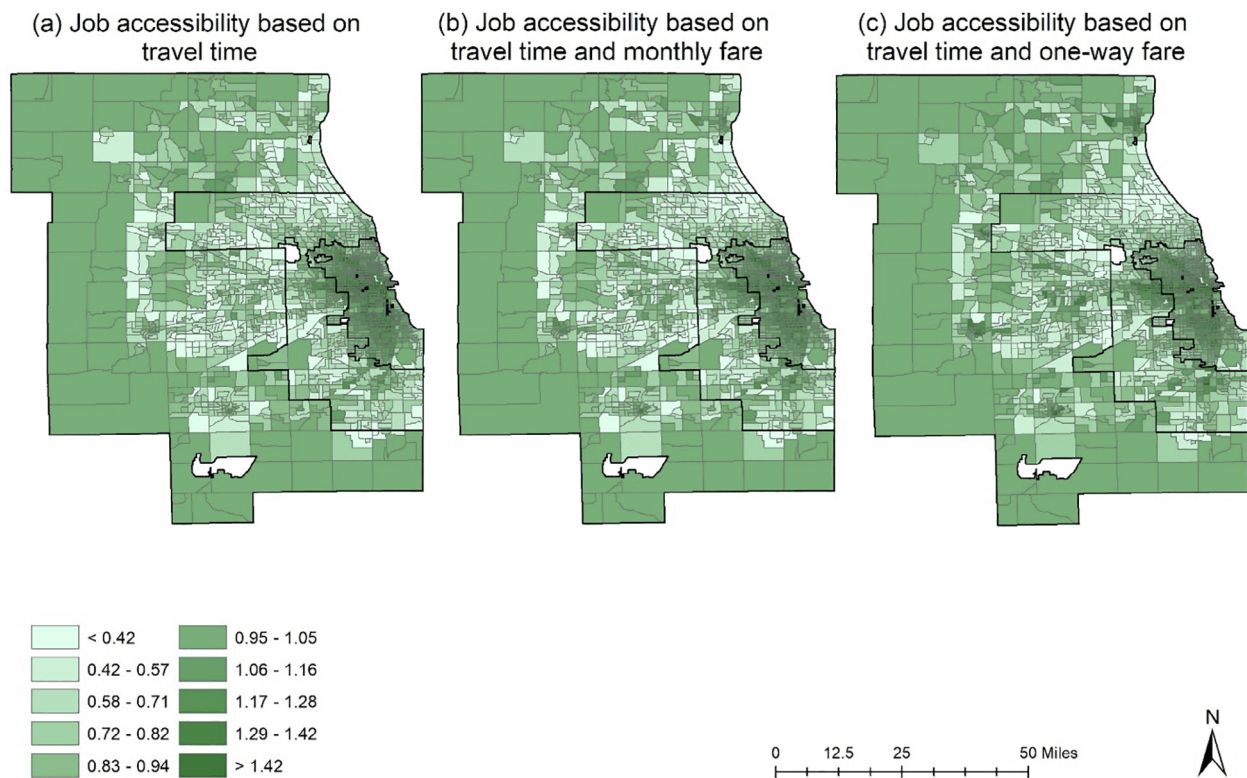 (a) Job accessibility based on
travel time
(b) Job accessibility based on
travel time and monthly fare
(c) Job accessibility based on
travel time and one-way fare
< 0.42
0.42 - 0.57
0.58 - 0.71
0.72 - 0.82
0.83 - 0.94
0.95 - 1.05
1.06 - 1.16
1.17 - 1.28
1.29 - 1.42
> 1.42
0 12.5 25 50 Miles
N